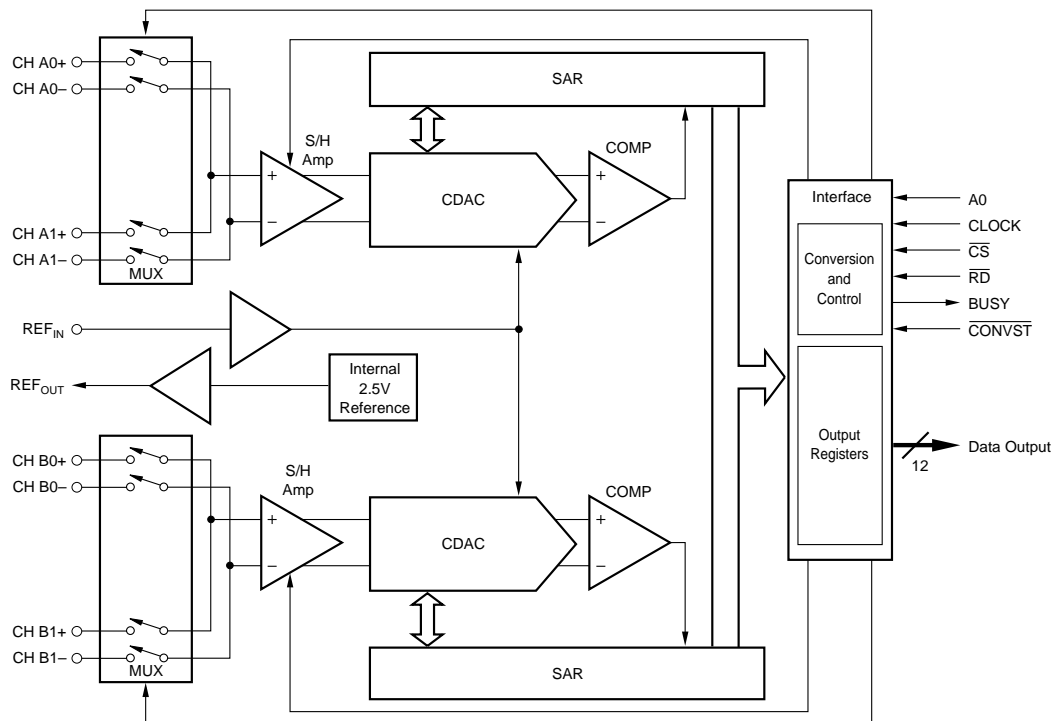 CH A0+
CH A0–
CH A1+
CH A1–
MUX
S/H
Amp
+
–
SAR
CDAC
COMP
+
–
REFIN
REFOUT
Internal
2.5V
Reference
Interface
Conversion
and
Control
Output
Registers
A0
CLOCK
CS
RD
BUSY
CONVST
12
Data Output
CH B0+
CH B0–
CH B1+
CH B1–
MUX
S/H
Amp
+
–
CDAC
COMP
+
–
SAR